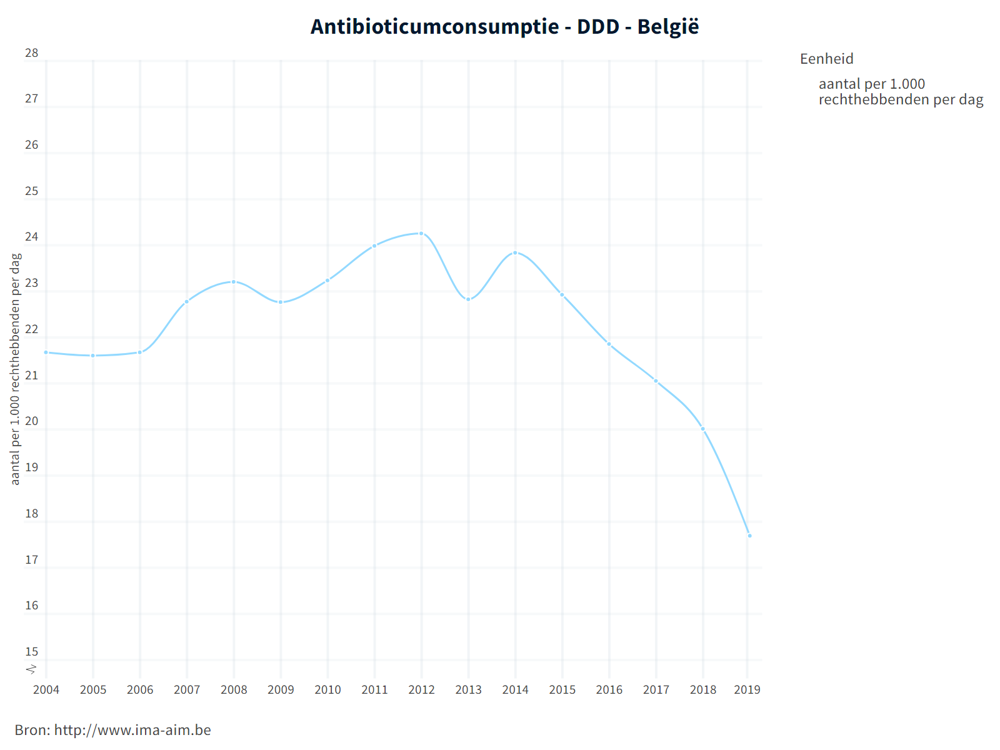 Antibioticumconsumptie - DDD - België
Eenheid
aantal per 1.000
rechthebbenden per dag
aantal per 1.000 rechthebbenden per dag
28
27
26
25
24
23
22
21
20
19
18
17
16
15
2004 2005 2006 2007 2008 2009 2010 2011 2012 2013 2014 2015 2016 2017 2018 2019
Bron: http://www.ima-aim.be